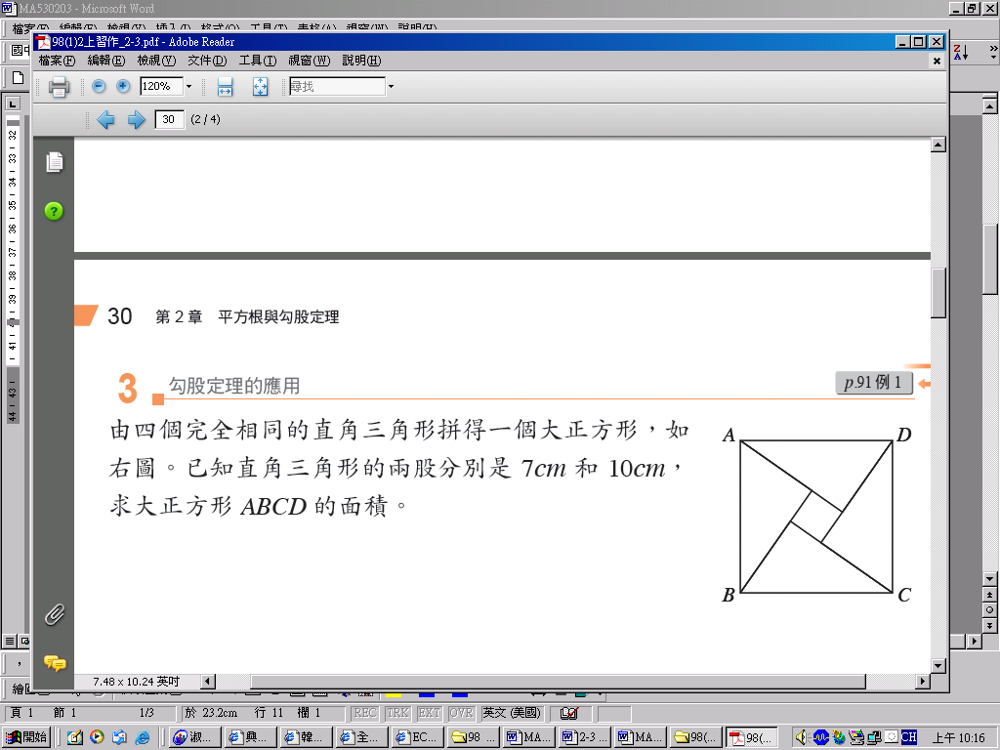 MA530203 - Microsoft Word
98(1)2上習作_2-3.pdf - Adobe Reader
檔案(F) 編輯(E) 檢視(V) 文件(D) 工具(T) 視窗(W) 說明(H)
120% 尋找
30 (2 / 4)
30 第 2 章 平方根與勾股定理
3 勾股定理的應用 p.91 例 1
由四個完全相同的直角三角形拼得一個大正方形，如
右圖。已知直角三角形的兩股分別是 7cm 和 10cm，
求大正方形 ABCD 的面積。
A D
B C
7.48 x 10.24 英吋
頁 1 節 1 1/3 於 23.2cm 行 11 欄 1 REC TRK EXT OVR 英文 (美國)
開始 淑... 興... 韓... 全... EC... 98 ... MA... 2-3 ... MA... 98(... 98(... CH 上午 10:16